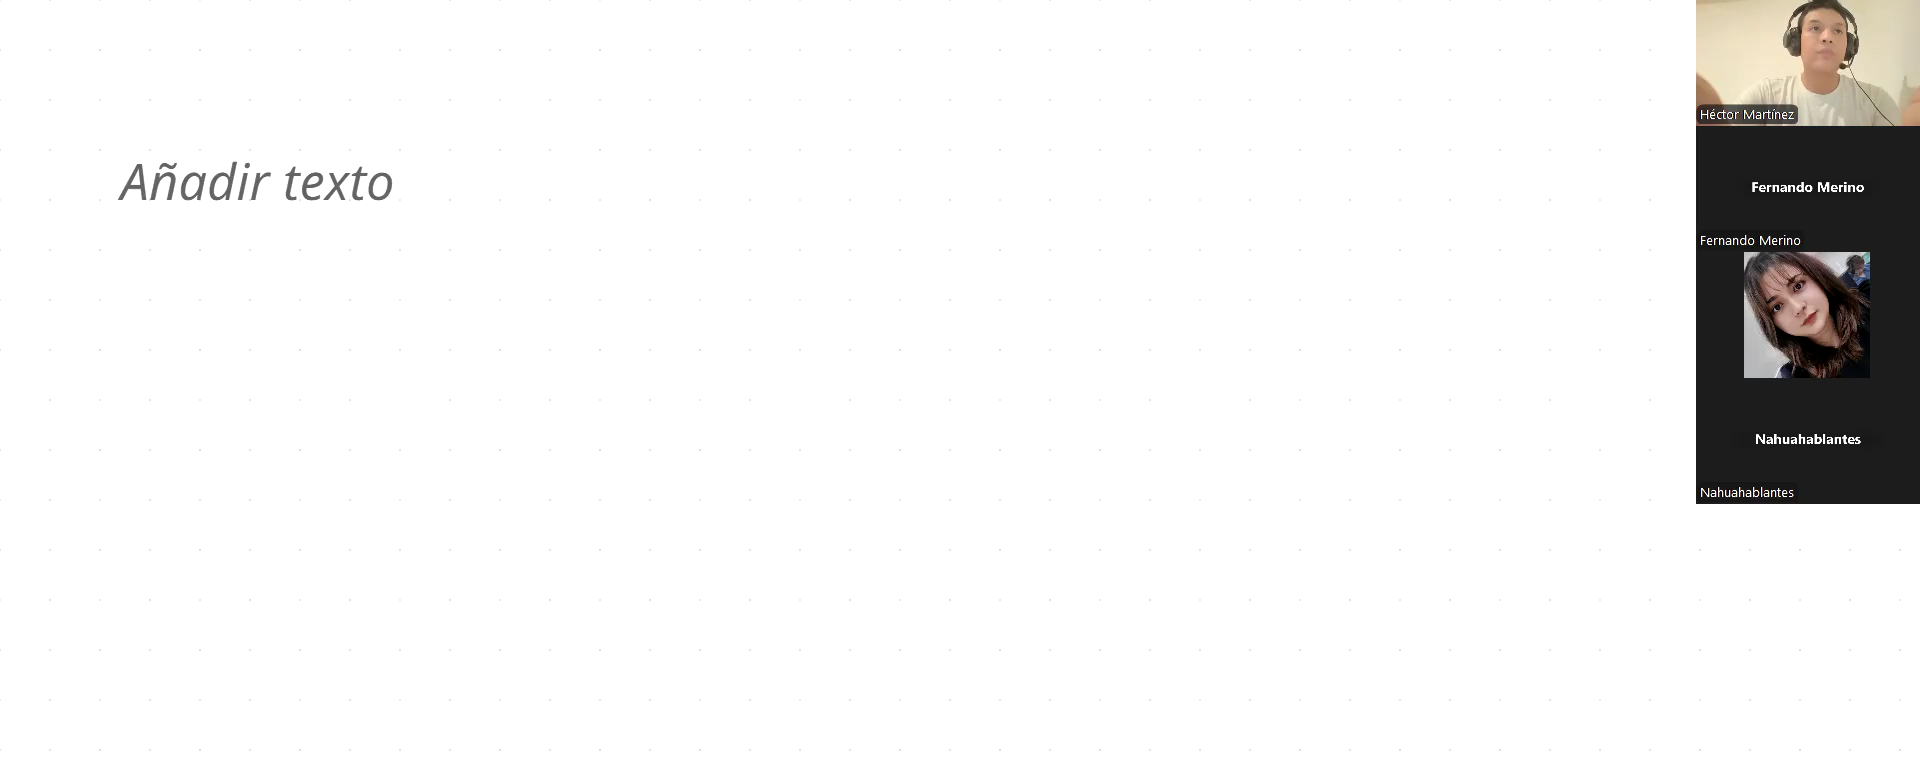 Añadir texto
Héctor Martínez
Fernando Merino
Fernando Merino
Nahuahablantes
Nahuahablantes